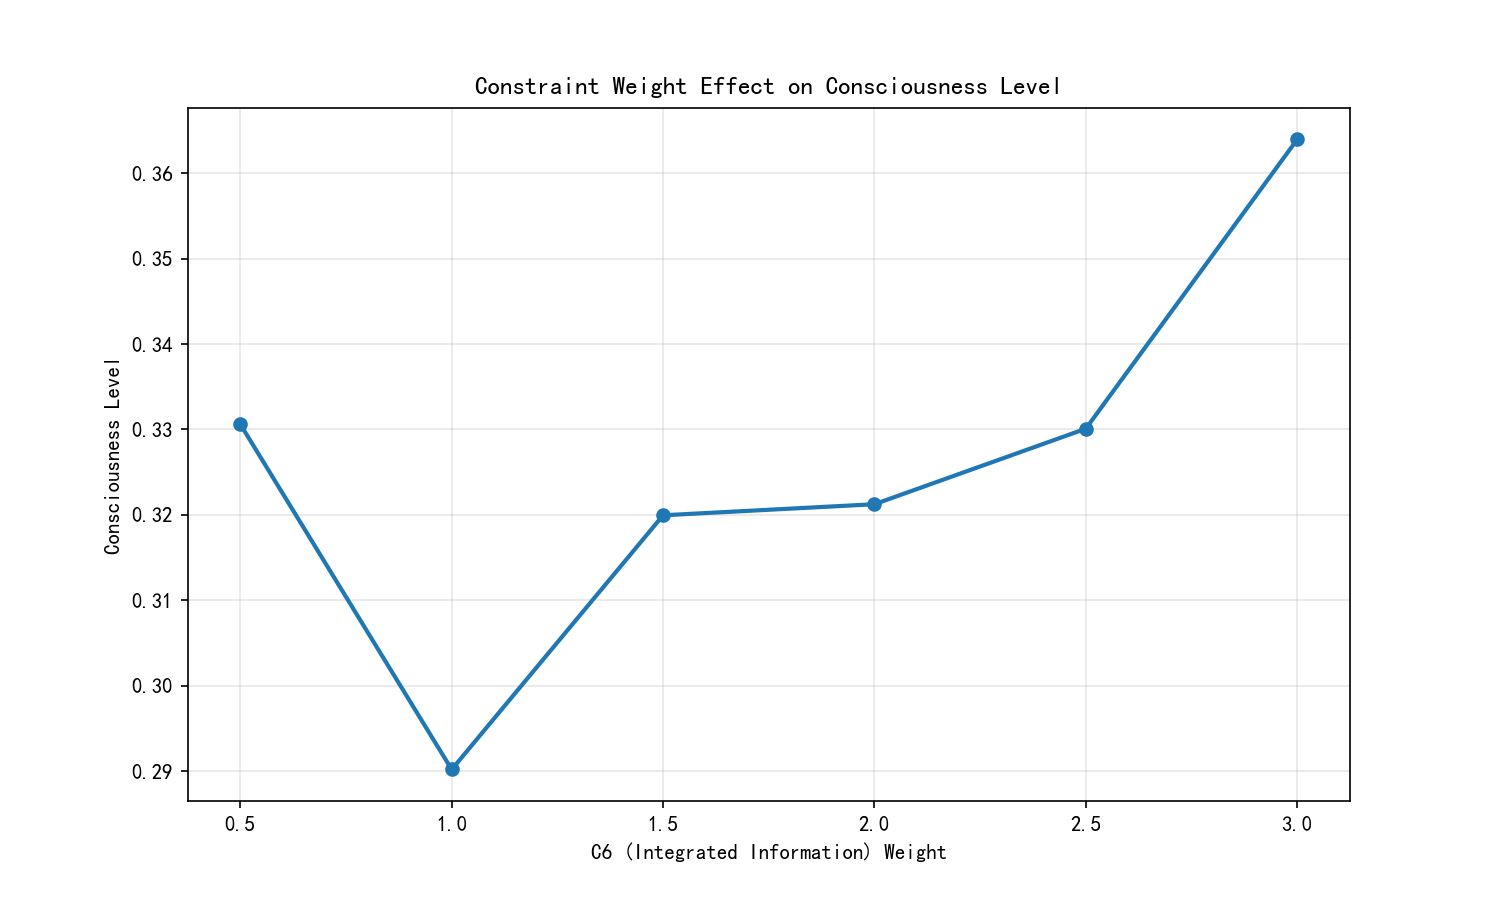 Constraint Weight Effect on Consciousness Level
0.36
0.35
0.34
0.33
0.32
0.31
0.30
0.29
Consciousness Level
0.5 1.0 1.5 2.0 2.5 3.0
C6 (Integrated Information) Weight